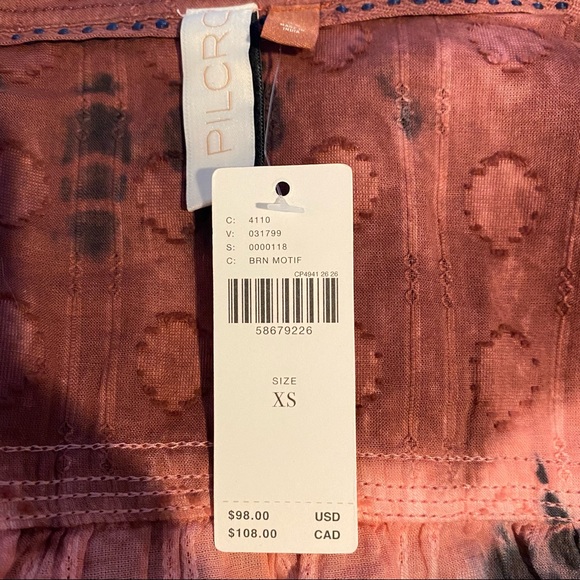 PILCRO
C: 4110
V: 031799
S: 0000118
C: BRN MOTIF
CP4941 26 26
58679226
SIZE
XS
$98.00 USD
$108.00 CAD